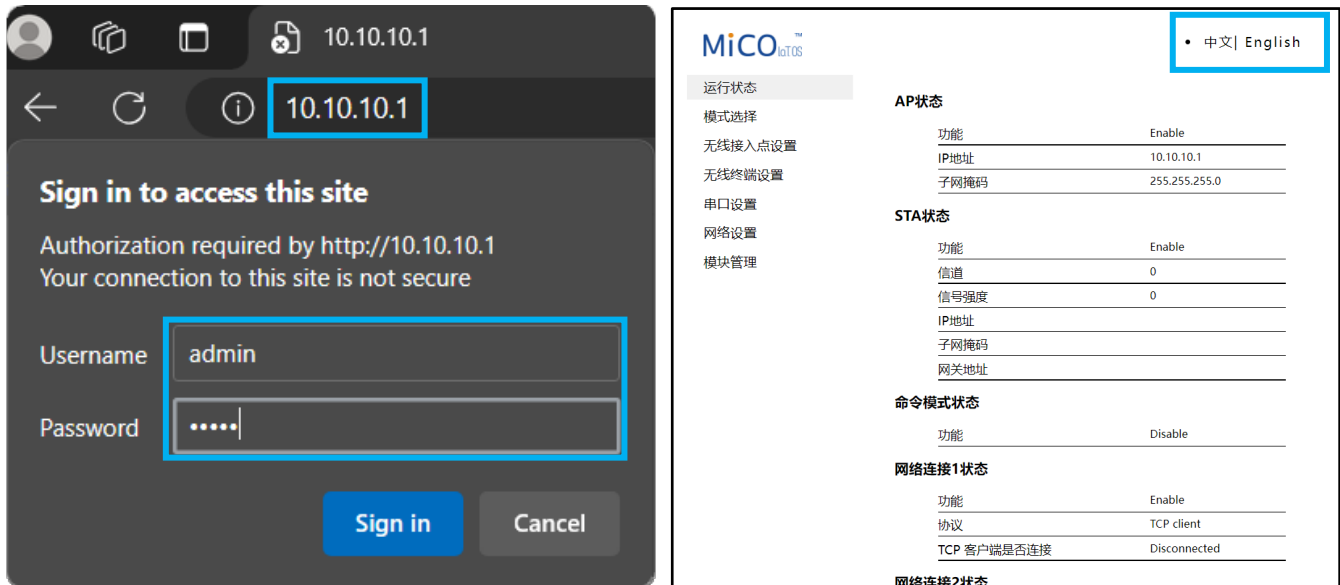 10.10.10.1
10.10.10.1
Sign in to access this site
Authorization required by http://10.10.10.1
Your connection to this site is not secure
Username admin
Password •••••
Sign in Cancel
MiCO IoTOS ™
• 中文| English
运行状态
模式选择
无线接入点设置
无线终端设置
串口设置
网络设置
模块管理
AP状态
功能 Enable
IP地址 10.10.10.1
子网掩码 255.255.255.0
STA状态
功能 Enable
信道 0
信号强度 0
IP地址
子网掩码
网关地址
命令模式状态
功能 Disable
网络连接1状态
功能 Enable
协议 TCP client
TCP 客户端是否连接 Disconnected
网络连接2状态